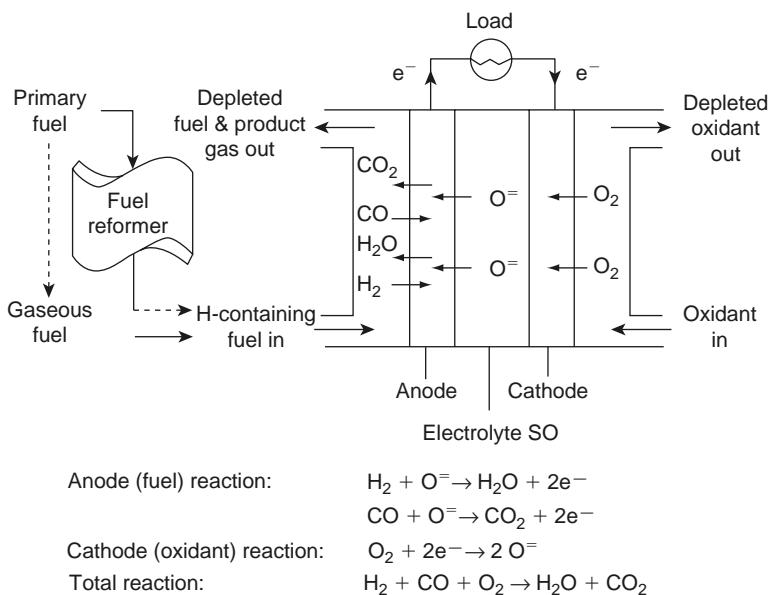 Load
e⁻
e⁻
Primary
fuel
Depleted
fuel & product
gas out
Depleted
oxidant
out
Fuel
reformer
CO₂
O⁼
O₂
CO
H₂O
O⁼
O₂
H₂
Gaseous
fuel
H-containing
fuel in
Oxidant
in
Anode
Cathode
Electrolyte SO
Anode (fuel) reaction: H₂ + O⁼ → H₂O + 2e⁻
CO + O⁼ → CO₂ + 2e⁻
Cathode (oxidant) reaction: O₂ + 2e⁻ → 2 O⁼
Total reaction: H₂ + CO + O₂ → H₂O + CO₂